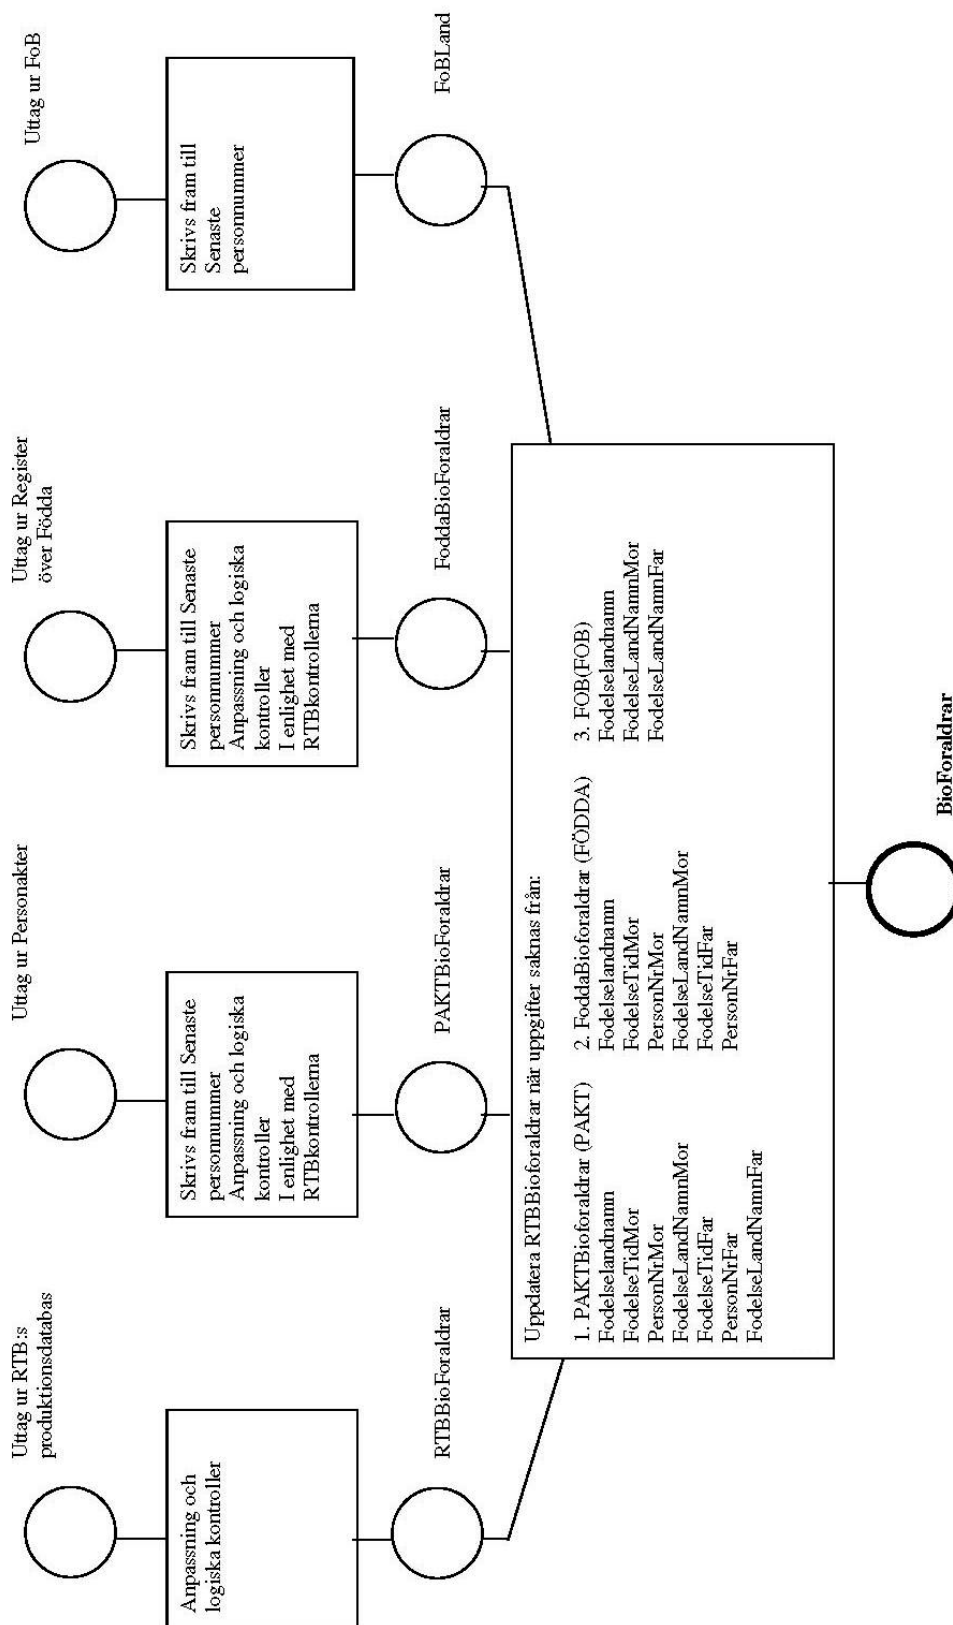 Uttag ur RTB:s
produktionsdatabas
Uttag ur Personakter
Uttag ur Register
över Födda
Uttag ur FoB
Anpassning och
logiska kontroller
Skrivs fram till Senaste
personnummer
Anpassning och logiska
kontroller
I enlighet med
RTBkontrollerna
Skrivs fram till Senaste
personnummer
Anpassning och logiska
kontroller
I enlighet med
RTBkontrollerna
Skrivs fram till
Senaste
personnummer
RTBBioForaldrar
PAKTBioForaldrar
FoddaBioForaldrar
FoBLand
Uppdatera RTBBioforaldrar när uppgifter saknas från:
1. PAKTBioforaldrar (PAKT)
Fodelselandnamn
FodelseTidMor
PersonNrMor
FodelseLandNamnMor
FodelseTidFar
PersonNrFar
FodelseLandNamnFar
2. FoddaBioforaldrar (FÖDDA)
Fodelselandnamn
FodelseTidMor
PersonNrMor
FodelseLandNamnMor
FodelseTidFar
PersonNrFar
3. FOB(FOB)
Fodelselandnamn
FodelseLandNamnMor
FodelseLandNamnFar
BioForaldrar